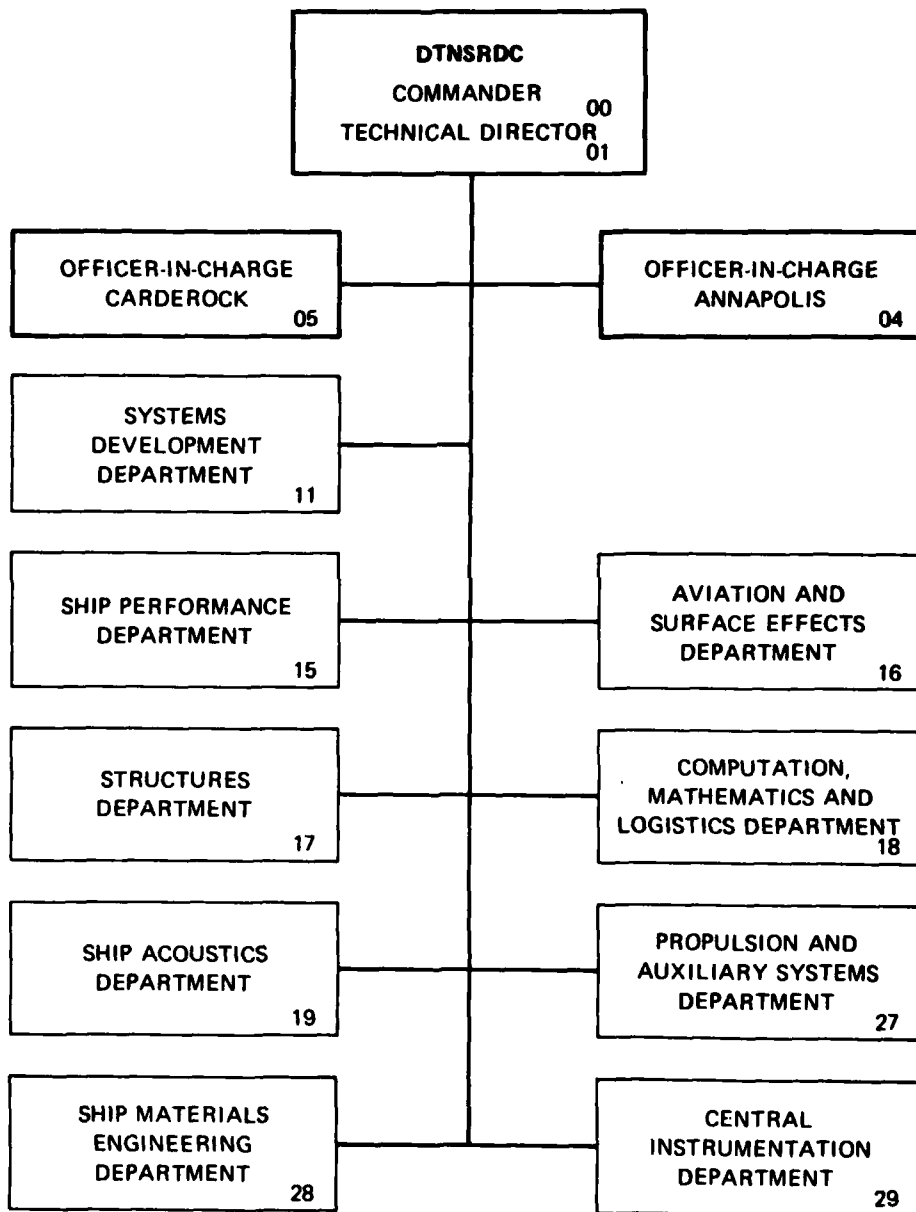 DTNSRDC
COMMANDER
00
TECHNICAL DIRECTOR
01
OFFICER-IN-CHARGE
CARDEROCK
05
OFFICER-IN-CHARGE
ANNAPOLIS
04
SYSTEMS
DEVELOPMENT
DEPARTMENT
11
SHIP PERFORMANCE
DEPARTMENT
15
AVIATION AND
SURFACE EFFECTS
DEPARTMENT
16
STRUCTURES
DEPARTMENT
17
COMPUTATION,
MATHEMATICS AND
LOGISTICS DEPARTMENT
18
SHIP ACOUSTICS
DEPARTMENT
19
PROPULSION AND
AUXILIARY SYSTEMS
DEPARTMENT
27
SHIP MATERIALS
ENGINEERING
DEPARTMENT
28
CENTRAL
INSTRUMENTATION
DEPARTMENT
29